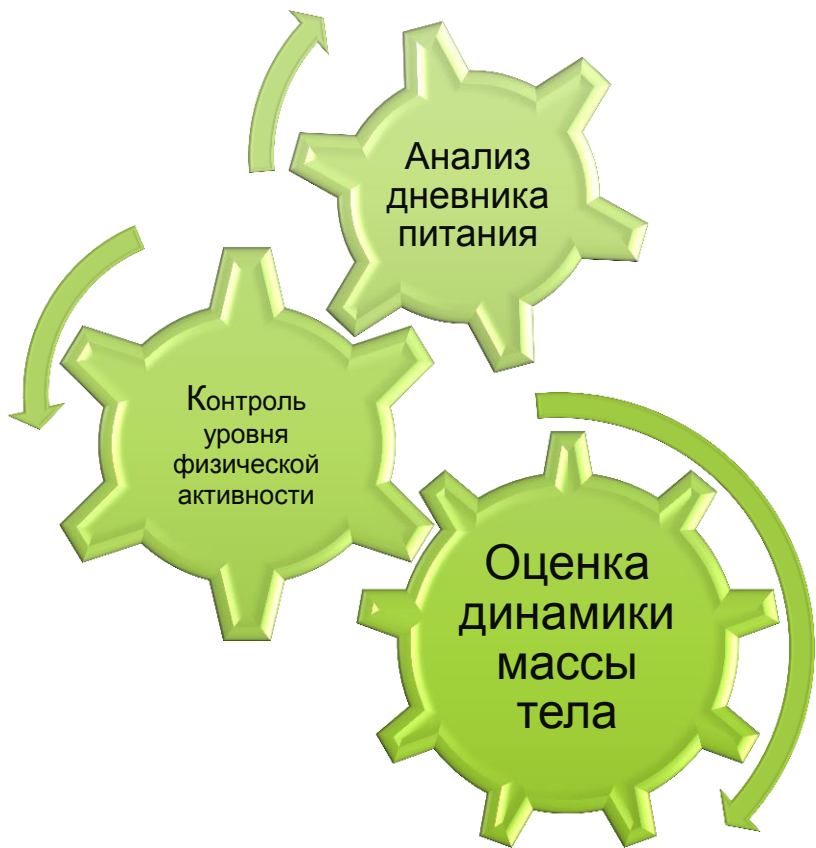 Анализ
дневника
питания
Контроль
уровня
физической
активности
Оценка
динамики
массы
тела